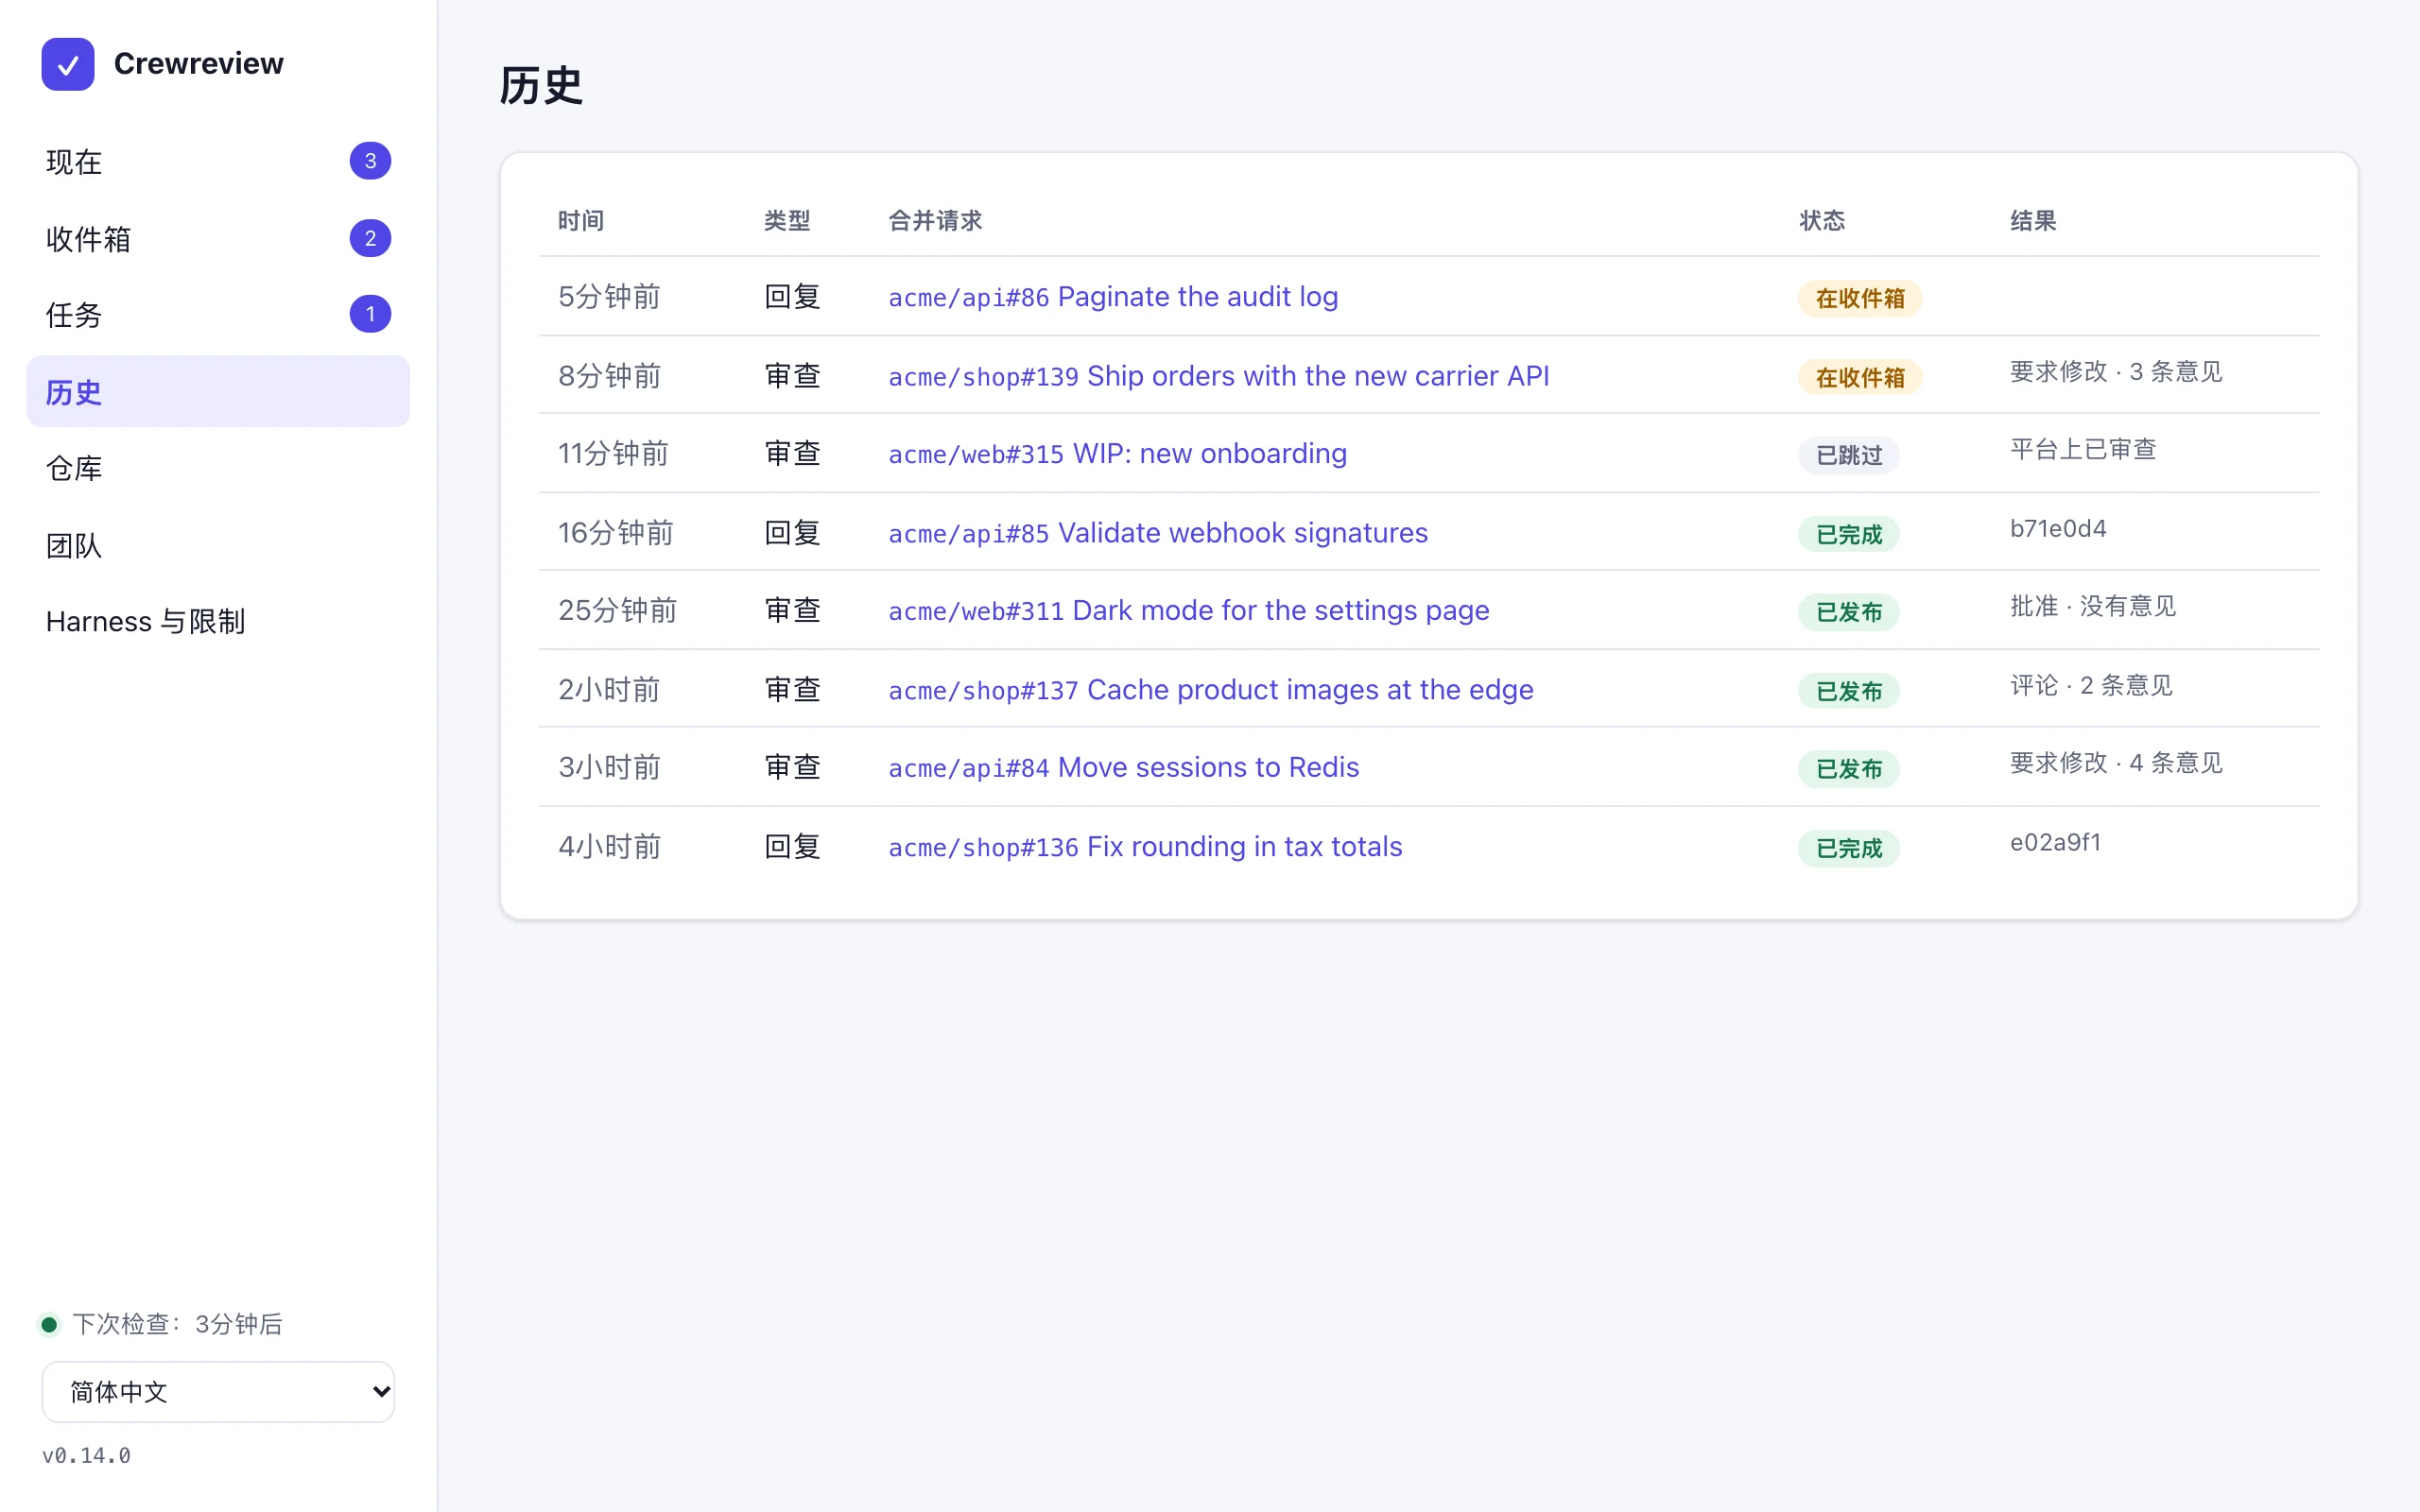 Crewreview
现在 3
收件箱 2
任务 1
历史
仓库
团队
Harness 与限制
下次检查：3分钟后
简体中文
v0.14.0
历史
时间 类型 合并请求 状态 结果
5分钟前 回复 acme/api#86 Paginate the audit log 在收件箱
8分钟前 审查 acme/shop#139 Ship orders with the new carrier API 在收件箱 要求修改 · 3 条意见
11分钟前 审查 acme/web#315 WIP: new onboarding 已跳过 平台上已审查
16分钟前 回复 acme/api#85 Validate webhook signatures 已完成 b71e0d4
25分钟前 审查 acme/web#311 Dark mode for the settings page 已发布 批准 · 没有意见
2小时前 审查 acme/shop#137 Cache product images at the edge 已发布 评论 · 2 条意见
3小时前 审查 acme/api#84 Move sessions to Redis 已发布 要求修改 · 4 条意见
4小时前 回复 acme/shop#136 Fix rounding in tax totals 已完成 e02a9f1